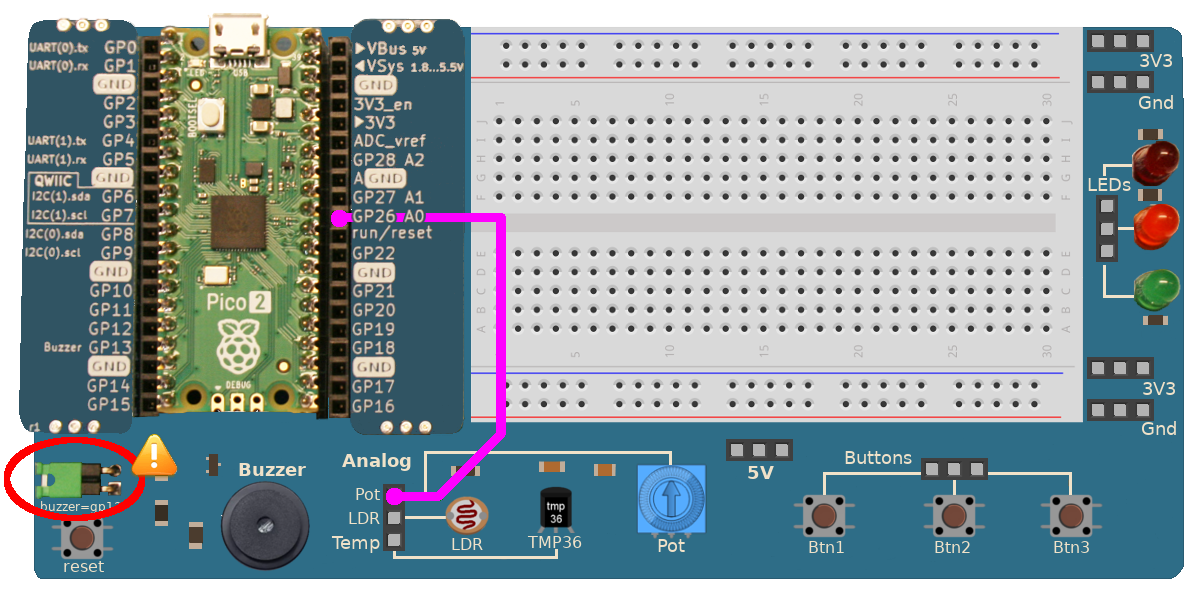 UART(0).tx GP0
UART(0).rx GP1
GND
GP2
GP3
UART(1).tx GP4
UART(1).rx GP5
QWIIC GND
I2C(1).sda GP6
I2C(1).scl GP7
I2C(0).sda GP8
I2C(0).scl GP9
GND
GP10
GP11
GP12
Buzzer GP13
GND
GP14
GP15
r1
LED
USB
BOOTSEL
Pico 2
DEBUG
VBus 5V
VSys 1.8...5.5V
GND
3V3_en
3V3
ADC_vref
GP28 A2
A GND
GP27 A1
GP26 A0
run/reset
GP22
GND
GP21
GP20
GP19
GP18
GND
GP17
GP16
1 5 10 15 20 25 30
J J
I I
H H
G G
F F
E E
D D
C C
B B
A A
5 10 15 20 25 30
3V3
Gnd
LEDs
3V3
Gnd
buzzer=gp1
reset
Buzzer
Analog
Pot
LDR
Temp
LDR
tmp
36
TMP36
Pot
5V
Buttons
Btn1
Btn2
Btn3